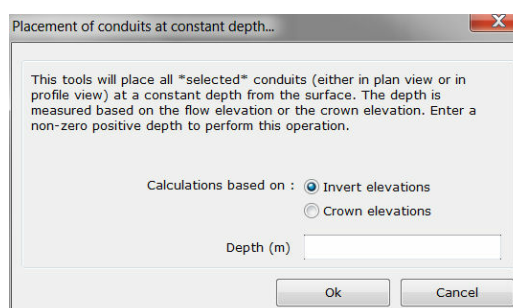 Placement of conduits at constant depth...
This tools will place all *selected* conduits (either in plan view or in
profile view) at a constant depth from the surface. The depth is
measured based on the flow elevation or the crown elevation. Enter a
non-zero positive depth to perform this operation.
Calculations based on : Invert elevations
Crown elevations
Depth (m)
Ok Cancel